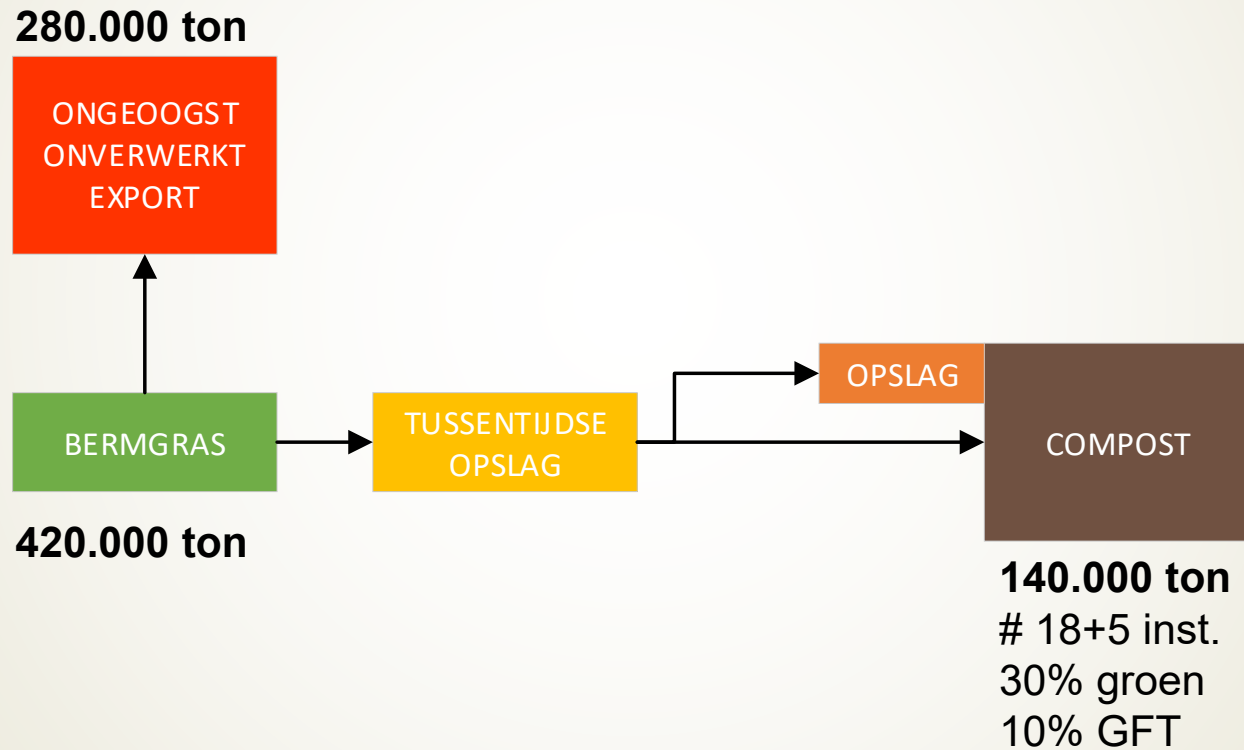 280.000 ton
ONGEOOGST
ONVERWERKT
EXPORT
BERMGRAS
420.000 ton
TUSSENTIJDSE
OPSLAG
OPSLAG
COMPOST
140.000 ton
# 18+5 inst.
30% groen
10% GFT